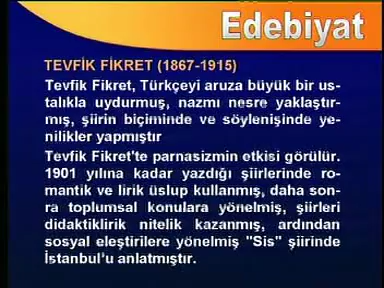 Edebiyat
TEVFİK FİKRET (1867-1915)
Tevfik Fikret, Türkçeyi aruza büyük bir us-
talıkla uydurmuş, nazmı nesre yaklaştır-
mış, şiirin biçiminde ve söylenişinde ye-
nilikler yapmıştır
Tevfik Fikret'te parnasizmin etkisi görülür.
1901 yılına kadar yazdığı şiirlerinde ro-
mantik ve lirik üslup kullanmış, daha son-
ra toplumsal konulara yönelmiş, şiirleri
didaktiklirik nitelik kazanmış, ardından
sosyal eleştirilere yönelmiş "Sis" şiirinde
İstanbul'u anlatmıştır.